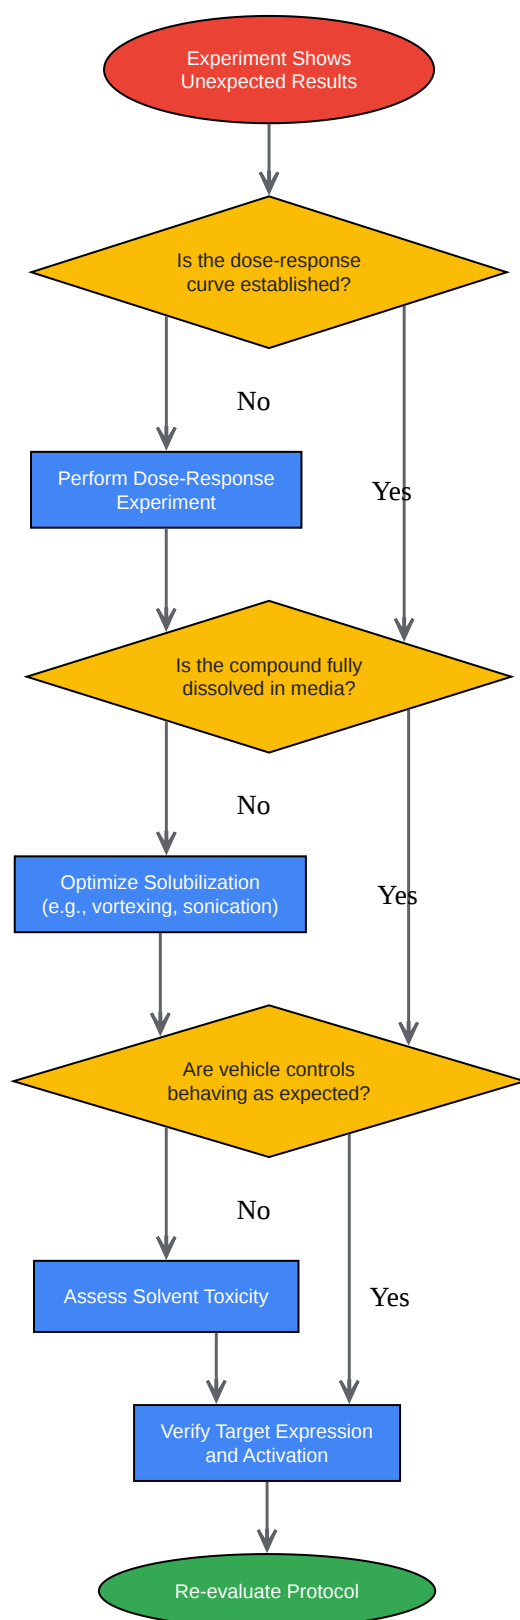 Experiment Shows
Unexpected Results
Is the dose-response
curve established?
No
Perform Dose-Response
Experiment
Yes
Is the compound fully
dissolved in media?
No
Optimize Solubilization
(e.g., vortexing, sonication)
Yes
Are vehicle controls
behaving as expected?
No
Assess Solvent Toxicity
Yes
Verify Target Expression
and Activation
Re-evaluate Protocol